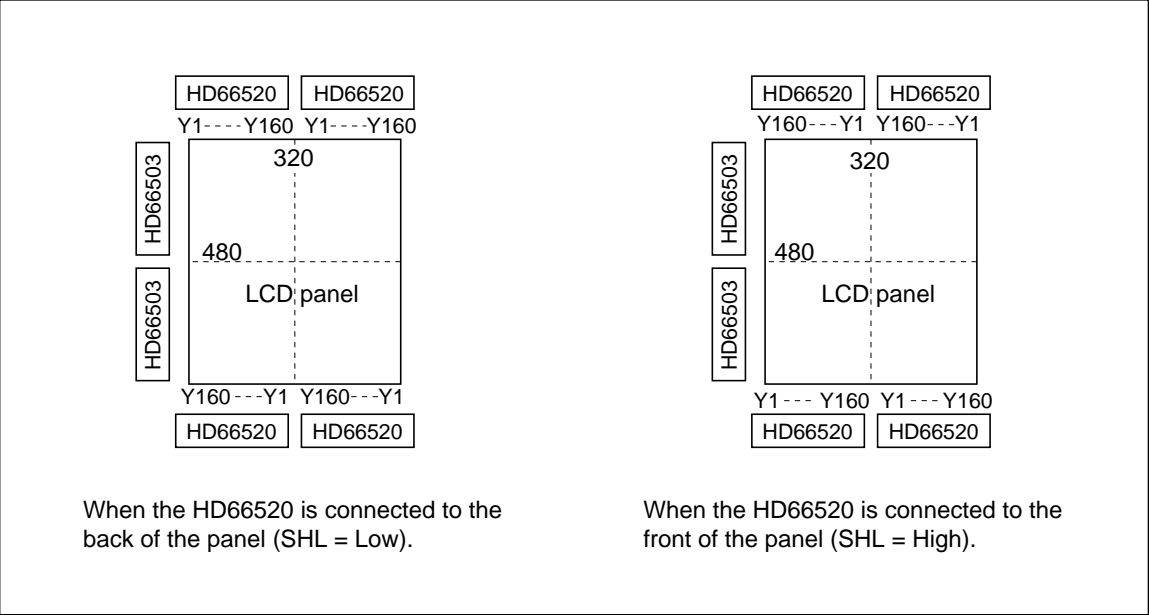 HD66520 HD66520
Y1----Y160 Y1----Y160
320
HD66503
480
LCD panel
HD66503
Y160---Y1 Y160---Y1
HD66520 HD66520
When the HD66520 is connected to the
back of the panel (SHL = Low).
HD66520 HD66520
Y160---Y1 Y160---Y1
320
HD66503
480
LCD panel
HD66503
Y1--- Y160 Y1---Y160
HD66520 HD66520
When the HD66520 is connected to the
front of the panel (SHL = High).